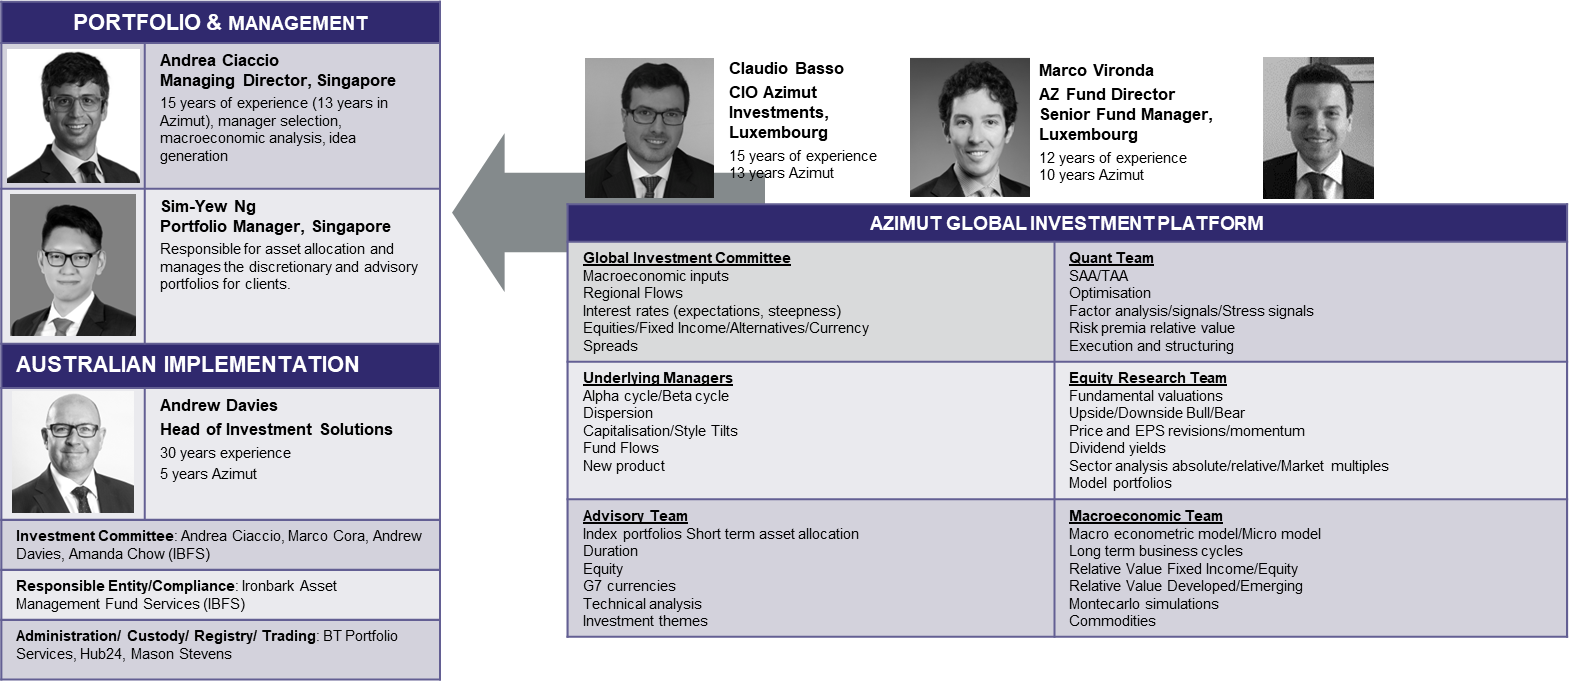 PORTFOLIO & MANAGEMENT
Andrea Ciaccio
Managing Director, Singapore
15 years of experience (13 years in
Azimut), manager selection,
macroeconomic analysis, idea
generation
Sim-Yew Ng
Portfolio Manager, Singapore
Responsible for asset allocation and
manages the discretionary and advisory
portfolios for clients.
AUSTRALIAN IMPLEMENTATION
Andrew Davies
Head of Investment Solutions
30 years experience
5 years Azimut
Investment Committee: Andrea Ciaccio, Marco Cora, Andrew
Davies, Amanda Chow (IBFS)
Responsible Entity/Compliance: Ironbark Asset
Management Fund Services (IBFS)
Administration/ Custody/ Registry/ Trading: BT Portfolio
Services, Hub24, Mason Stevens
Claudio Basso
CIO Azimut
Investments,
Luxembourg
15 years of experience
13 years Azimut
Marco Vironda
AZ Fund Director
Senior Fund Manager,
Luxembourg
12 years of experience
10 years Azimut
AZIMUT GLOBAL INVESTMENT PLATFORM
Global Investment Committee
Macroeconomic inputs
Regional Flows
Interest rates (expectations, steepness)
Equities/Fixed Income/Alternatives/Currency
Spreads
Quant Team
SAA/TAA
Optimisation
Factor analysis/signals/Stress signals
Risk premia relative value
Execution and structuring
Underlying Managers
Alpha cycle/Beta cycle
Dispersion
Capitalisation/Style Tilts
Fund Flows
New product
Equity Research Team
Fundamental valuations
Upside/Downside Bull/Bear
Price and EPS revisions/momentum
Dividend yields
Sector analysis absolute/relative/Market multiples
Model portfolios
Advisory Team
Index portfolios Short term asset allocation
Duration
Equity
G7 currencies
Technical analysis
Investment themes
Macroeconomic Team
Macro econometric model/Micro model
Long term business cycles
Relative Value Fixed Income/Equity
Relative Value Developed/Emerging
Montecarlo simulations
Commodities